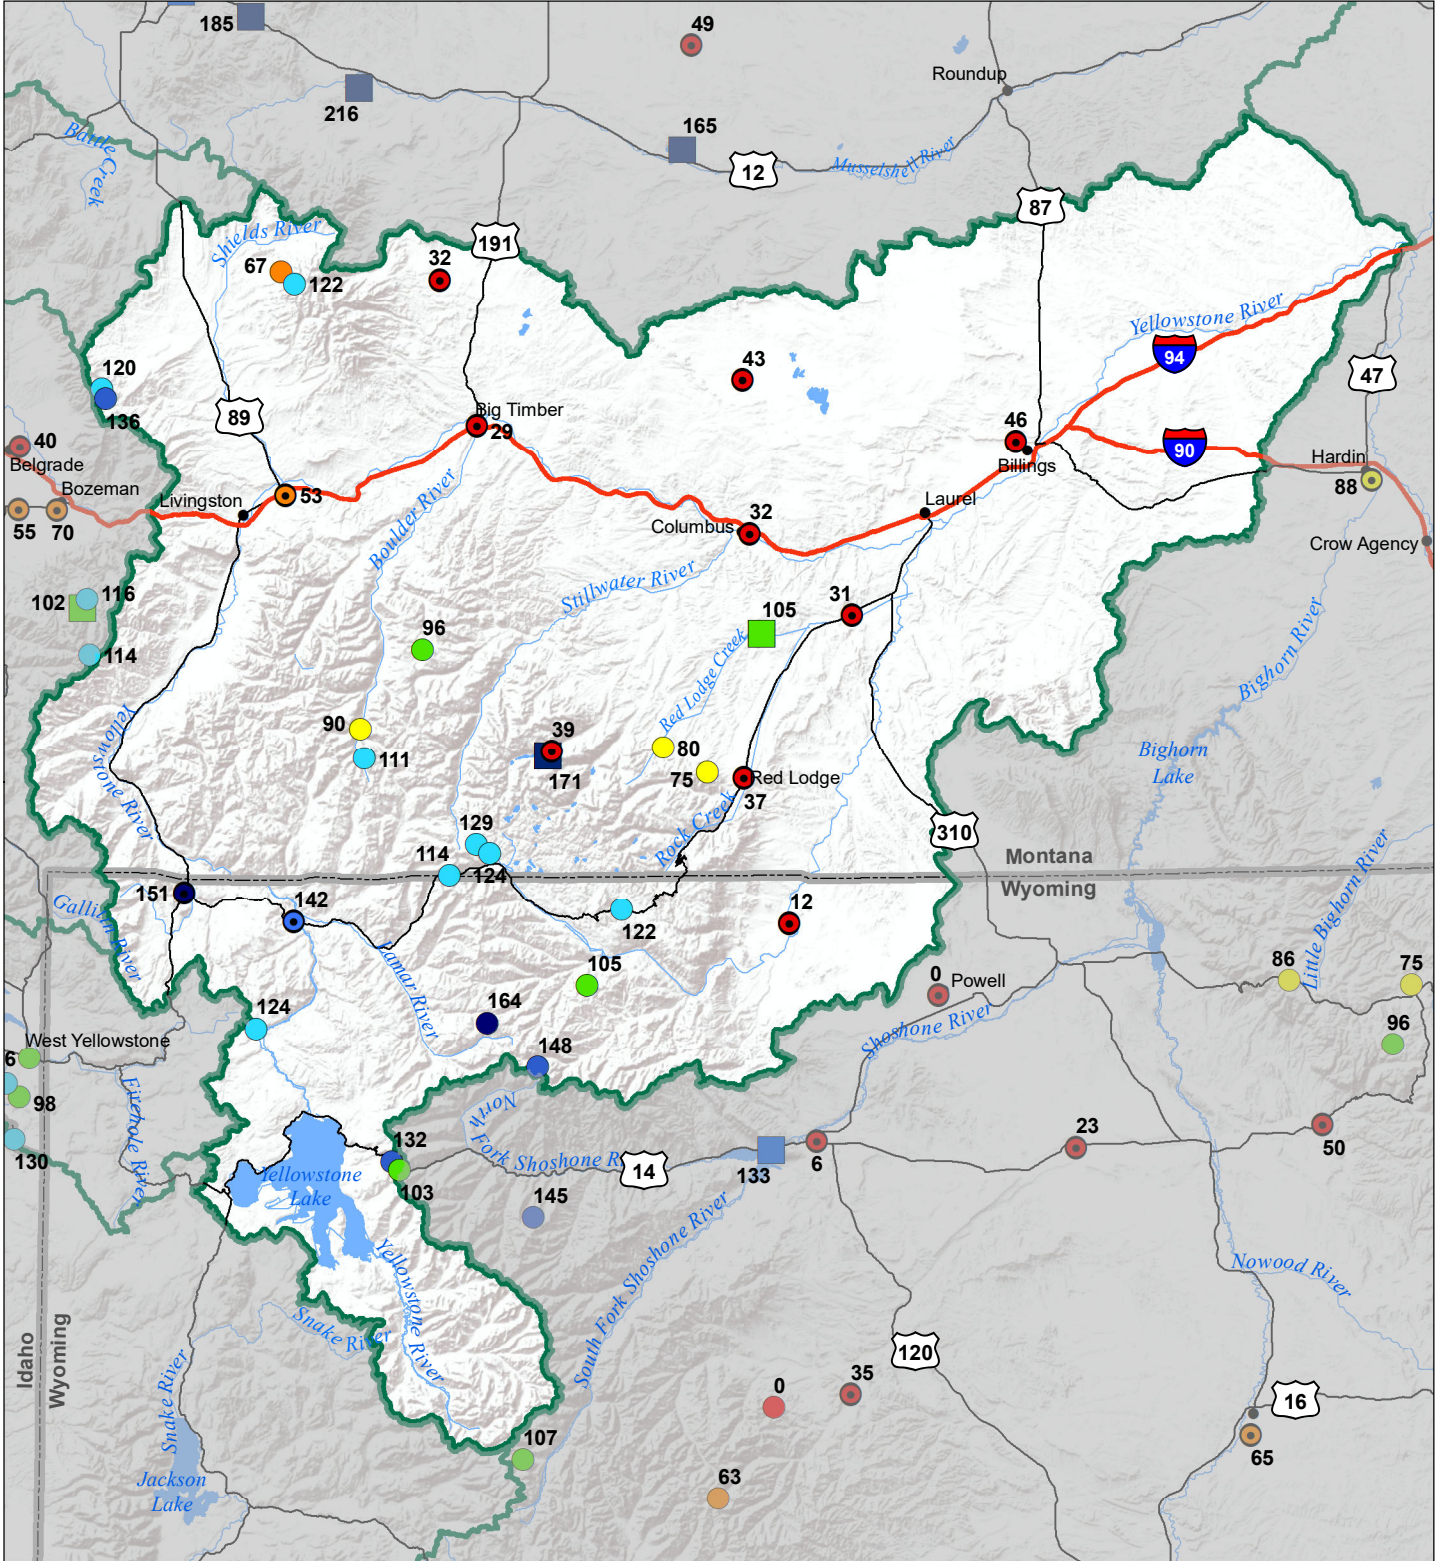 185
49
216
Roundup
165
12
Musselshell River
Battle
Creek
87
191
Shields River
67
122
32
Yellowstone River
94
43
47
120
136
89
Big Timber
29
46
Billings
90
Hardin
88
40
Belgrade
Bozeman
55
70
Livingston
53
Boulder River
Columbus
32
Laurel
Crow Agency
Stillwater River
102
116
114
96
105
31
Red Lodge Creek
Bighorn River
Yellowstone River
90
111
39
171
80
75
Red Lodge
37
Rock Creek
Bighorn
Lake
310
129
114
124
Montana
Wyoming
Little Bighorn River
151
142
Gallatin River
122
12
Lamar River
105
0
Powell
86
75
96
Shoshone River
164
124
148
West Yellowstone
6
98
130
Firehole River
North
Fork Shoshone R
14
133
6
23
50
132
103
Yellowstone
Lake
145
Yellowstone River
South Fork Shoshone River
Nowood River
Snake River
Idaho
Wyoming
Snake River
120
0
35
16
65
107
63
Jackson
Lake